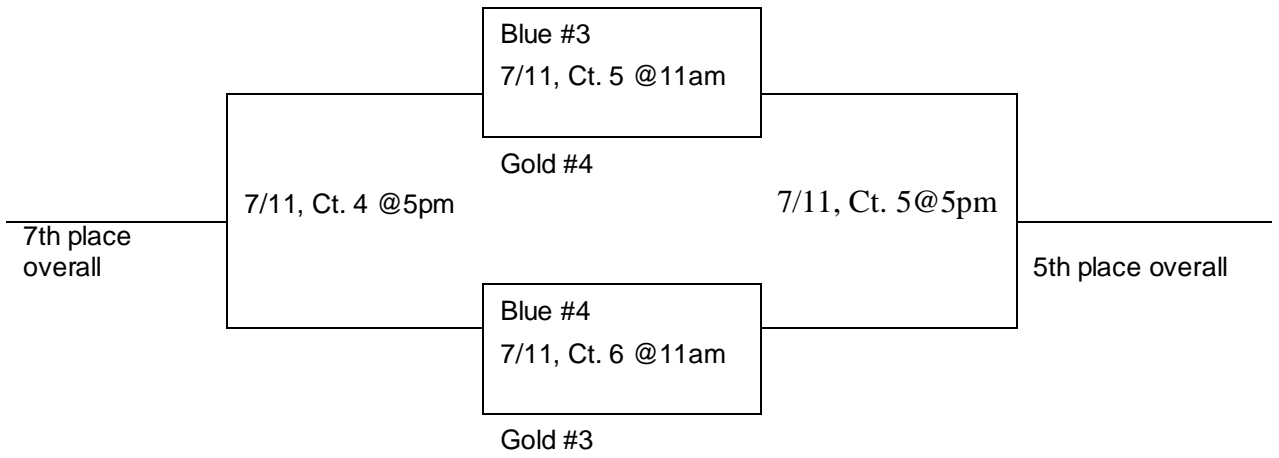 Blue #3
7/11, Ct. 5 @11am
Gold #4
7/11, Ct. 4 @5pm
7/11, Ct. 5@5pm
7th place
overall
5th place overall
Blue #4
7/11, Ct. 6 @11am
Gold #3